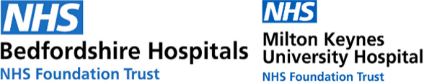 NHS
Bedfordshire Hospitals
NHS Foundation Trust
NHS
Milton Keynes
University Hospital
NHS Foundation Trust